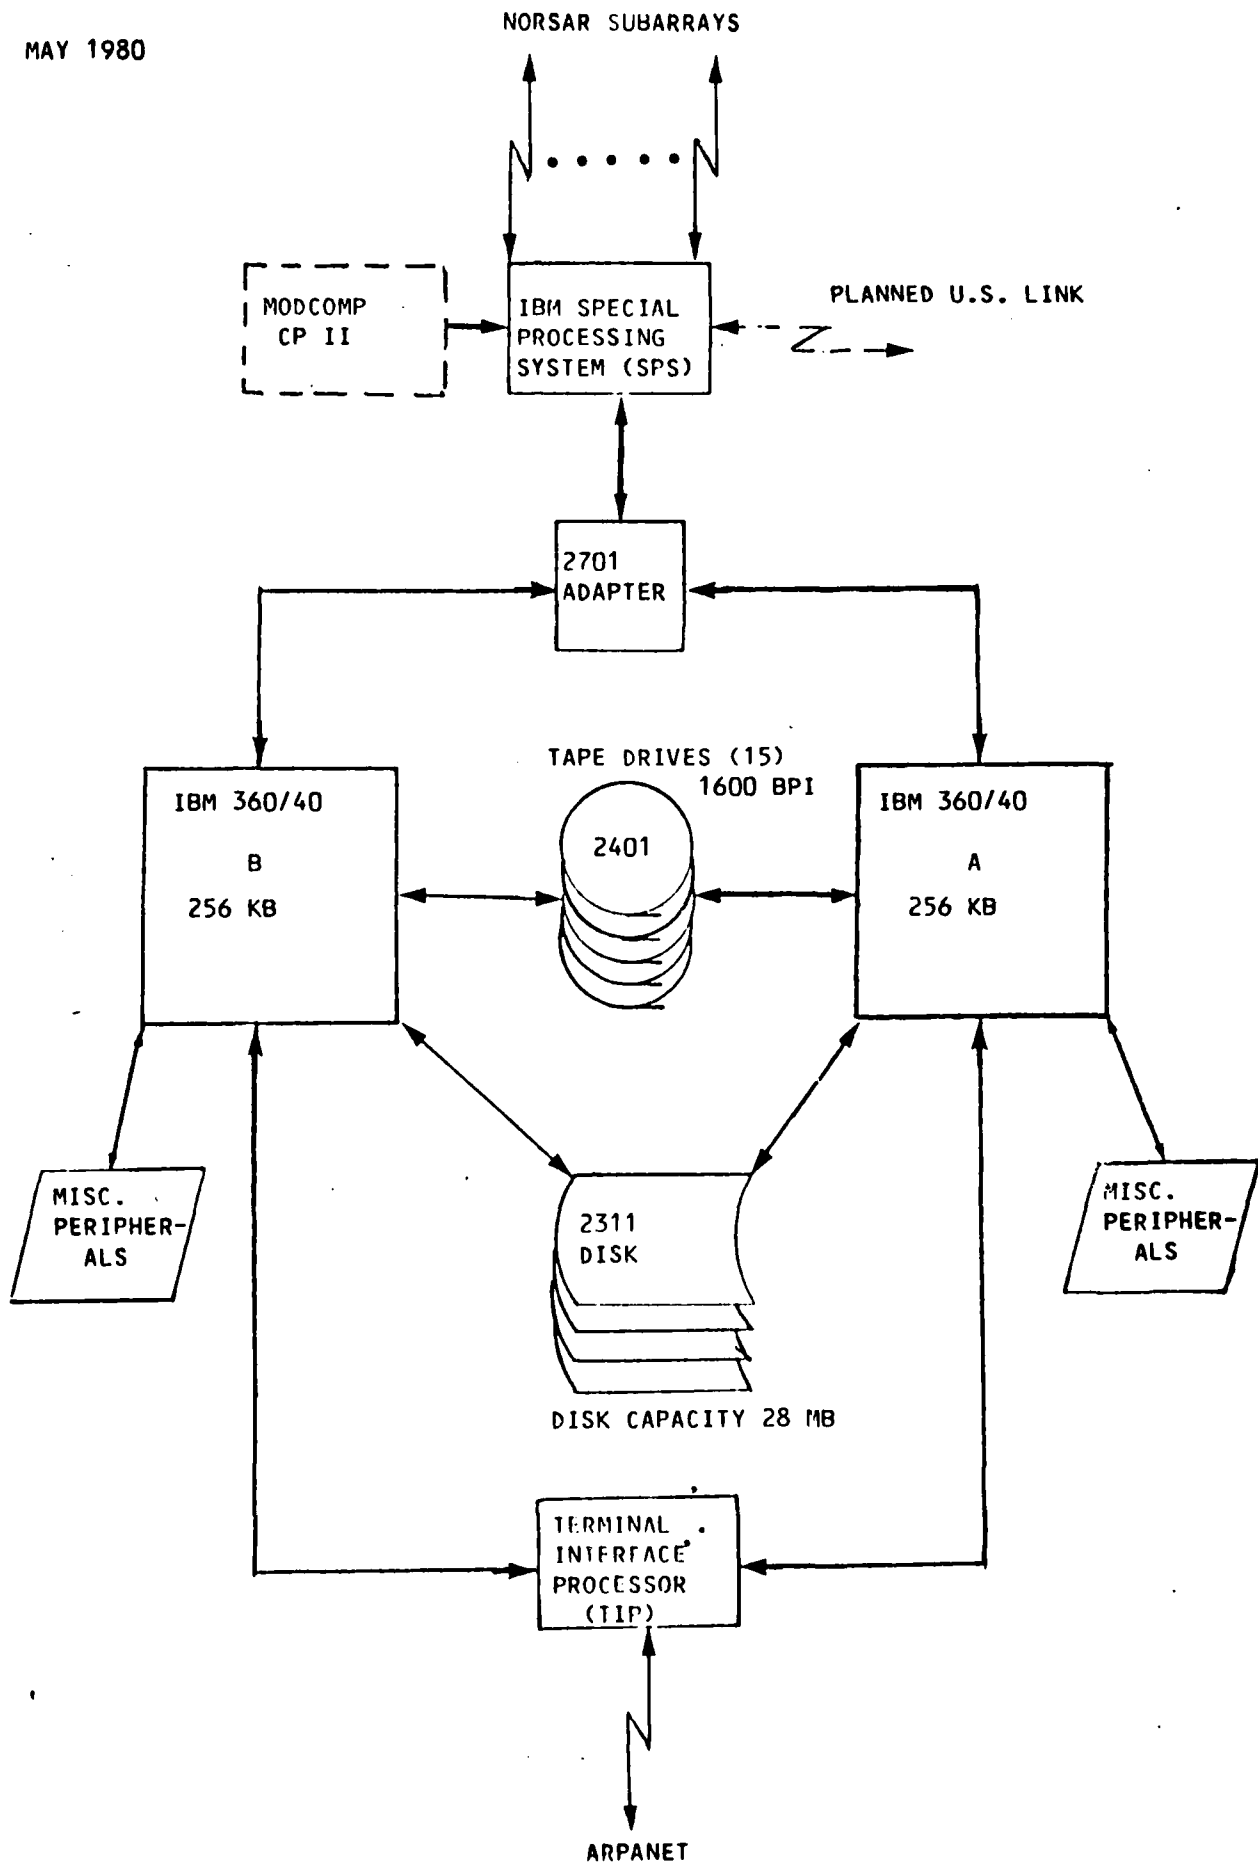 NORSAR SUBARRAYS
MAY 1980
MODCOMP
CP II
IBM SPECIAL
PROCESSING
SYSTEM (SPS)
PLANNED U.S. LINK
2701
ADAPTER
TAPE DRIVES (15)
1600 BPI
IBM 360/40
B
256 KB
2401
IBM 360/40
A
256 KB
MISC.
PERIPHER-
ALS
2311
DISK
MISC.
PERIPHER-
ALS
DISK CAPACITY 28 MB
TERMINAL
INTERFACE
PROCESSOR
(TIP)
ARPANET